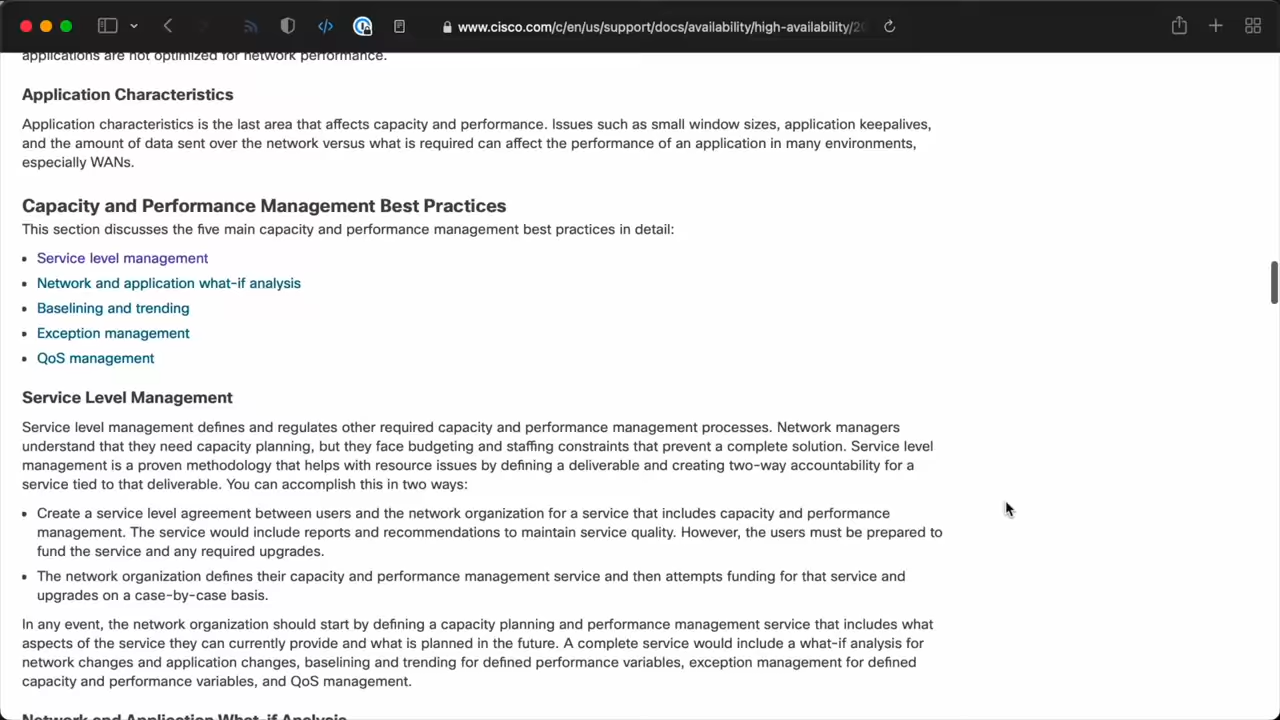 www.cisco.com/c/en/us/support/docs/availability/high-availability/20
applications are not optimized for network performance.
Application Characteristics
Application characteristics is the last area that affects capacity and performance. Issues such as small window sizes, application keepalives,
and the amount of data sent over the network versus what is required can affect the performance of an application in many environments,
especially WANs.
Capacity and Performance Management Best Practices
This section discusses the five main capacity and performance management best practices in detail:
• Service level management
• Network and application what-if analysis
• Baselining and trending
• Exception management
• QoS management
Service Level Management
Service level management defines and regulates other required capacity and performance management processes. Network managers
understand that they need capacity planning, but they face budgeting and staffing constraints that prevent a complete solution. Service level
management is a proven methodology that helps with resource issues by defining a deliverable and creating two-way accountability for a
service tied to that deliverable. You can accomplish this in two ways:
• Create a service level agreement between users and the network organization for a service that includes capacity and performance
management. The service would include reports and recommendations to maintain service quality. However, the users must be prepared to
fund the service and any required upgrades.
• The network organization defines their capacity and performance management service and then attempts funding for that service and
upgrades on a case-by-case basis.
In any event, the network organization should start by defining a capacity planning and performance management service that includes what
aspects of the service they can currently provide and what is planned in the future. A complete service would include a what-if analysis for
network changes and application changes, baselining and trending for defined performance variables, exception management for defined
capacity and performance variables, and QoS management.
Network and Application What-if Analysis